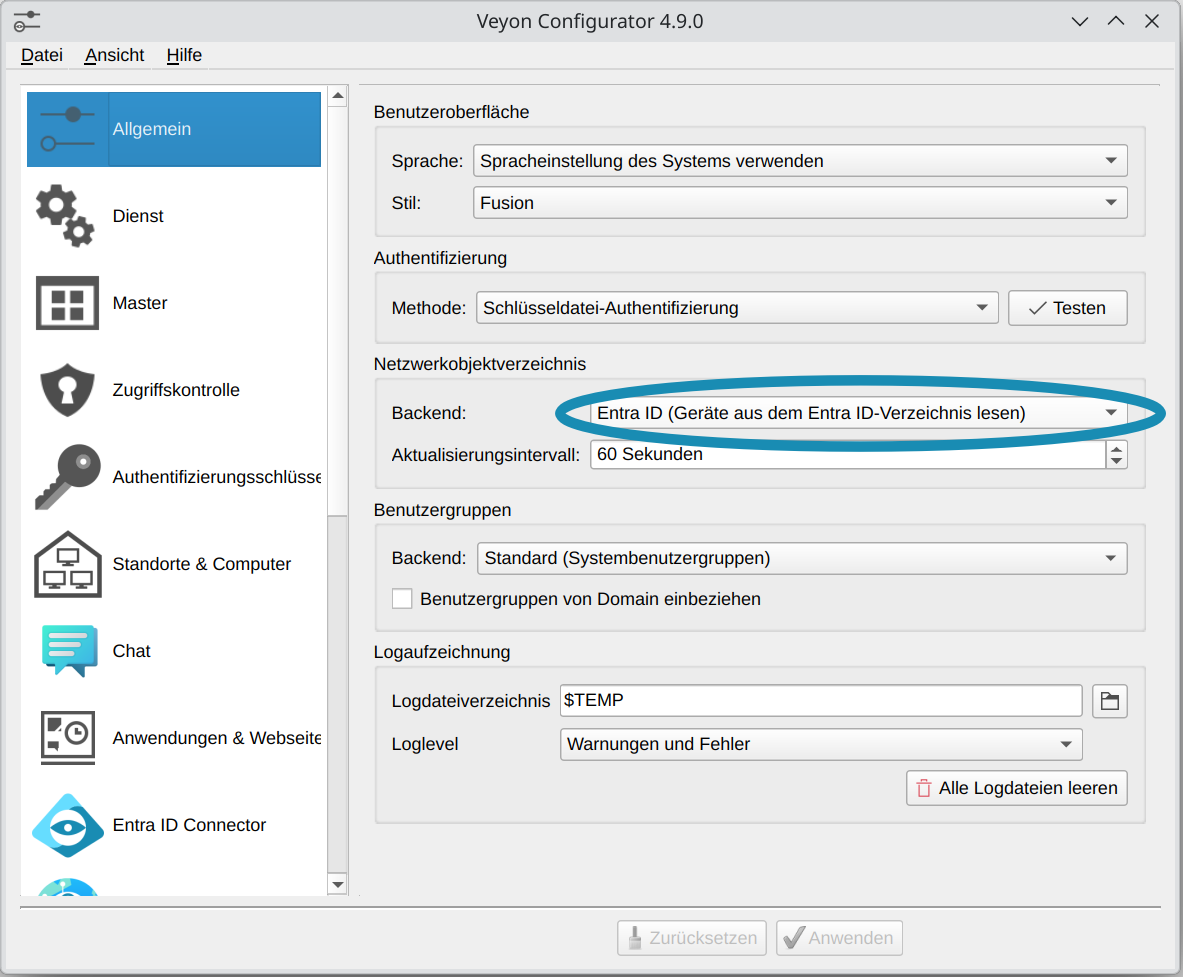 Veyon Configurator 4.9.0
Datei Ansicht Hilfe
Allgemein
Dienst
Master
Zugriffskontrolle
Authentifizierungsschlüsse
Standorte & Computer
Chat
Anwendungen & Webseite
Entra ID Connector
Benutzeroberfläche
Sprache: Spracheinstellung des Systems verwenden
Stil: Fusion
Authentifizierung
Methode: Schlüsseldatei-Authentifizierung Testen
Netzwerkobjektverzeichnis
Backend: Entra ID (Geräte aus dem Entra ID-Verzeichnis lesen)
Aktualisierungsintervall: 60 Sekunden
Benutzergruppen
Backend: Standard (Systembenutzergruppen)
Benutzergruppen von Domain einbeziehen
Logaufzeichnung
Logdateiverzeichnis $TEMP
Loglevel Warnungen und Fehler
Alle Logdateien leeren
Zurücksetzen Anwenden